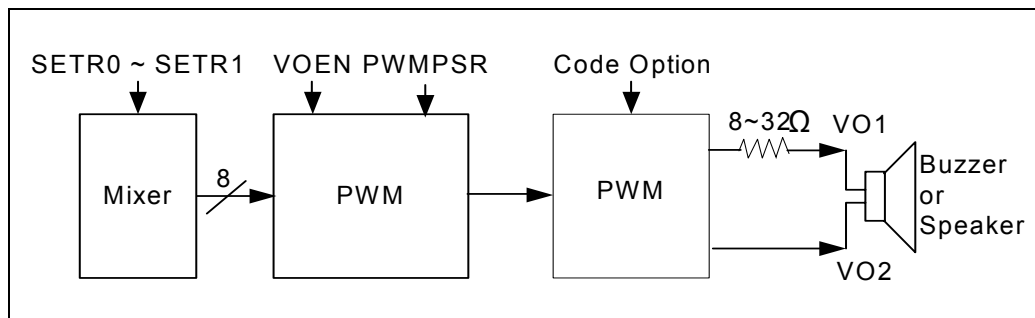 SETR0 ~ SETR1
VOEN PWMPSR
Code Option
8~32Ω
VO1
8
Mixer
PWM
PWM
Buzzer
or
Speaker
VO2